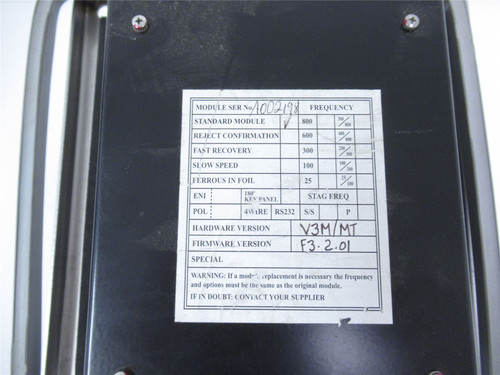 MODULE SER No. 1002198 FREQUENCY
STANDARD MODULE ✓ 800
REJECT CONFIRMATION 600
FAST RECOVERY 300
SLOW SPEED 100
FERROUS IN FOIL 25
ENI 18F KEY PANEL STAG FREQ
POL 4WIRE RS232 S/S P
HARDWARE VERSION V3M/MT
FIRMWARE VERSION F3.2.01
SPECIAL
WARNING: If a module replacement is necessary the frequency
and options must be the same as the original module.
IF IN DOUBT: CONTACT YOUR SUPPLIER